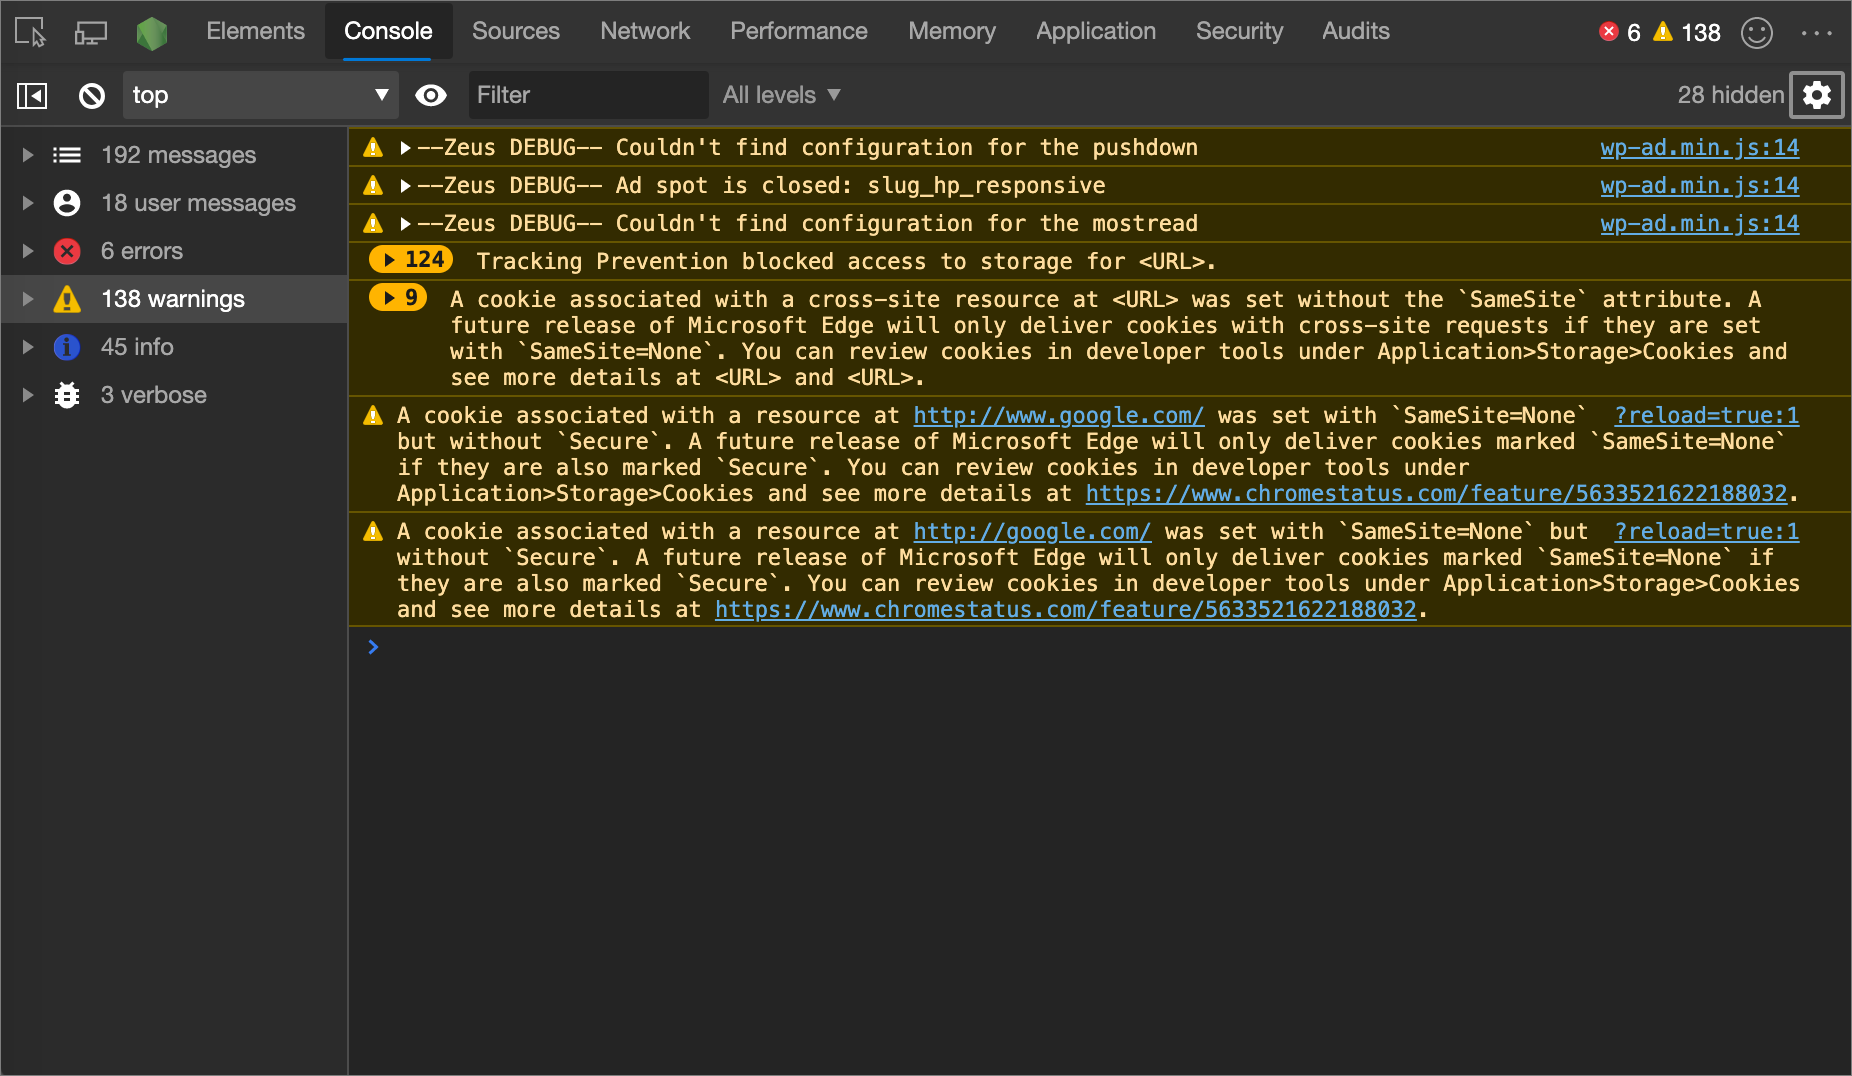 Elements Console Sources Network Performance Memory Application Security Audits 6 138
top Filter All levels 28 hidden
192 messages
18 user messages
6 errors
138 warnings
45 info
3 verbose
--Zeus DEBUG-- Couldn't find configuration for the pushdown wp-ad.min.js:14
--Zeus DEBUG-- Ad spot is closed: slug_hp_responsive wp-ad.min.js:14
--Zeus DEBUG-- Couldn't find configuration for the mostread wp-ad.min.js:14
124 Tracking Prevention blocked access to storage for <URL>.
9 A cookie associated with a cross-site resource at <URL> was set without the `SameSite` attribute. A
future release of Microsoft Edge will only deliver cookies with cross-site requests if they are set
with `SameSite=None`. You can review cookies in developer tools under Application>Storage>Cookies and
see more details at <URL> and <URL>.
A cookie associated with a resource at http://www.google.com/ was set with `SameSite=None` ?reload=true:1
but without `Secure`. A future release of Microsoft Edge will only deliver cookies marked `SameSite=None`
if they are also marked `Secure`. You can review cookies in developer tools under
Application>Storage>Cookies and see more details at https://www.chromestatus.com/feature/5633521622188032.
A cookie associated with a resource at http://google.com/ was set with `SameSite=None` but ?reload=true:1
without `Secure`. A future release of Microsoft Edge will only deliver cookies marked `SameSite=None` if
they are also marked `Secure`. You can review cookies in developer tools under Application>Storage>Cookies
and see more details at https://www.chromestatus.com/feature/5633521622188032.